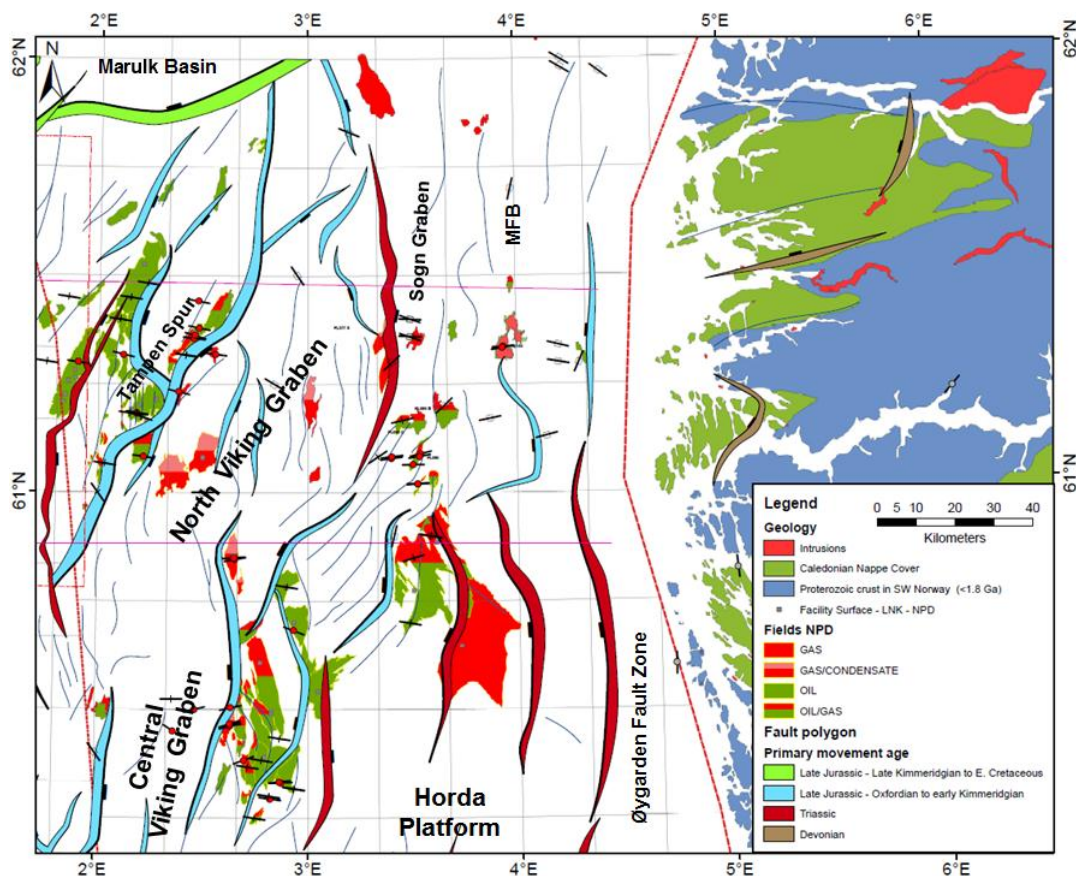 2°E 3°E 4°E 5°E 6°E
62°N
62°N
N
Marulk Basin
Sogn Graben
MFB
Tampen Spur
North Viking Graben
61°N
61°N
Central
Viking Graben
Horda
Platform
Øygarden Fault Zone
Legend
Geology
0 10 20 30 40
Kilometers
Intrusions
Caledonian Nappe Cover
Proterozoic crust in SW Norway (<1.8 Ga)
Facility Surface - LNK - NPD
Fields NPD
GAS
GAS/CONDENSATE
OIL
OIL/GAS
Fault polygon
Primary movement age
Late Jurassic - Late Kimmeridgian to E. Cretaceous
Late Jurassic - Oxfordian to early Kimmeridgian
Triassic
Devonian
2°E 3°E 4°E 5°E 6°E